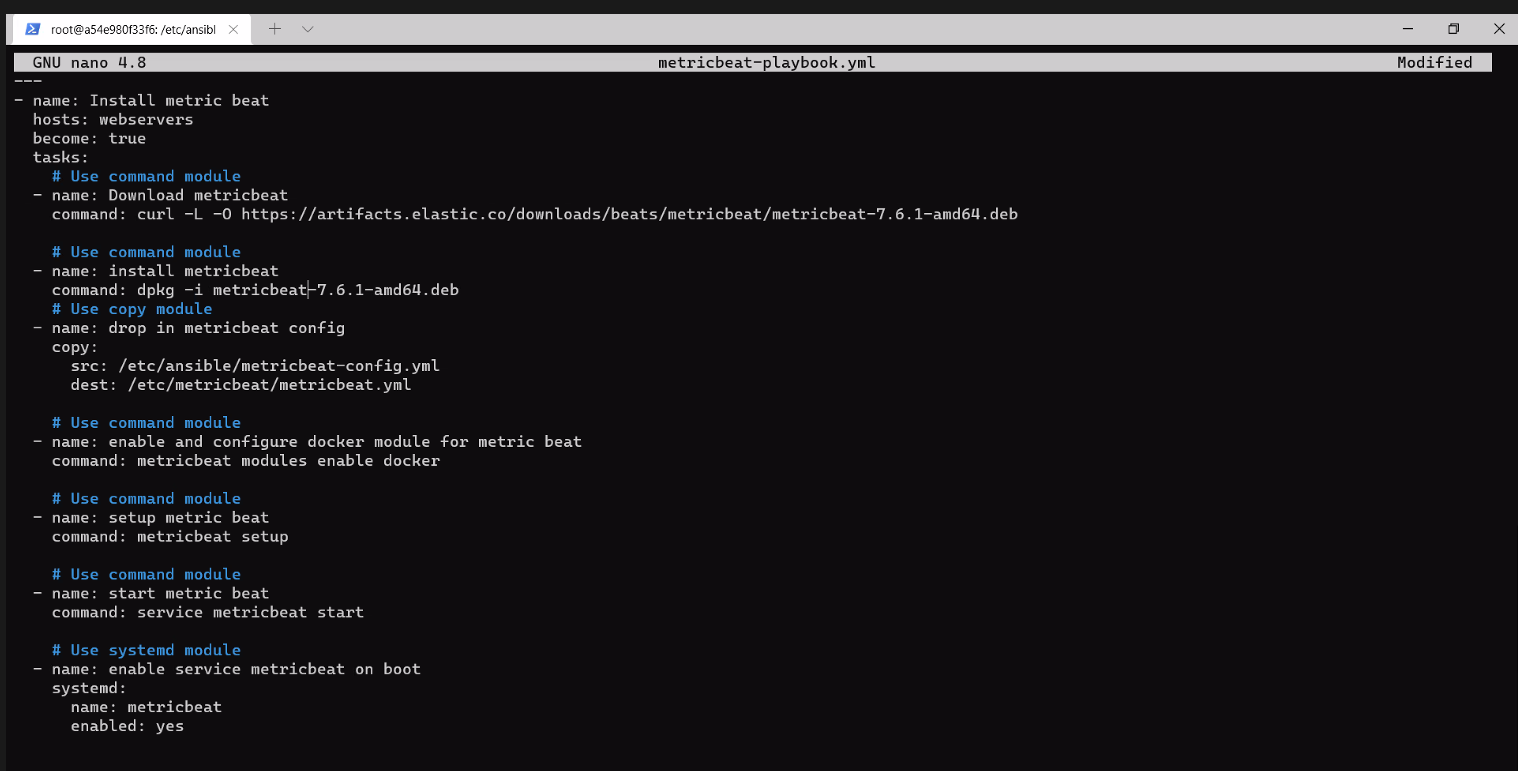 root@a54e980f33f6: /etc/ansibl
GNU nano 4.8 metricbeat-playbook.yml Modified
---
- name: Install metric beat
  hosts: webservers
  become: true
  tasks:
    # Use command module
  - name: Download metricbeat
    command: curl -L -O https://artifacts.elastic.co/downloads/beats/metricbeat/metricbeat-7.6.1-amd64.deb

    # Use command module
  - name: install metricbeat
    command: dpkg -i metricbeat-7.6.1-amd64.deb
    # Use copy module
  - name: drop in metricbeat config
    copy:
      src: /etc/ansible/metricbeat-config.yml
      dest: /etc/metricbeat/metricbeat.yml

    # Use command module
  - name: enable and configure docker module for metric beat
    command: metricbeat modules enable docker

    # Use command module
  - name: setup metric beat
    command: metricbeat setup

    # Use command module
  - name: start metric beat
    command: service metricbeat start

    # Use systemd module
  - name: enable service metricbeat on boot
    systemd:
      name: metricbeat
      enabled: yes